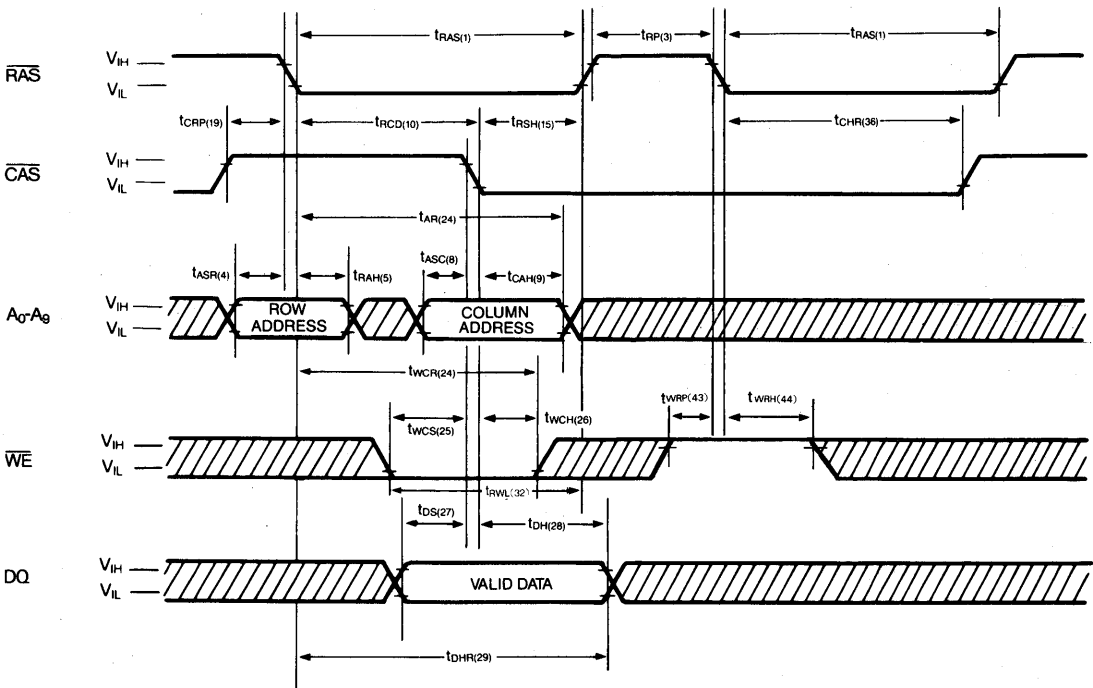 tRAS(1) tRP(3) tRAS(1)
RAS VIH
VIL
tCRP(19) tRCD(10) tRSH(15) tCHR(36)
CAS VIH
VIL
tAR(24)
tASR(4) tRAH(5) tASC(8) tCAH(9)
A0-A9 VIH
VIL
ROW
ADDRESS
COLUMN
ADDRESS
tWCR(24)
tWCS(25) tWCH(26) tWRP(43) tWRH(44)
WE VIH
VIL
tRWL(32)
tDS(27) tDH(28)
DQ VIH
VIL
VALID DATA
tDHR(29)